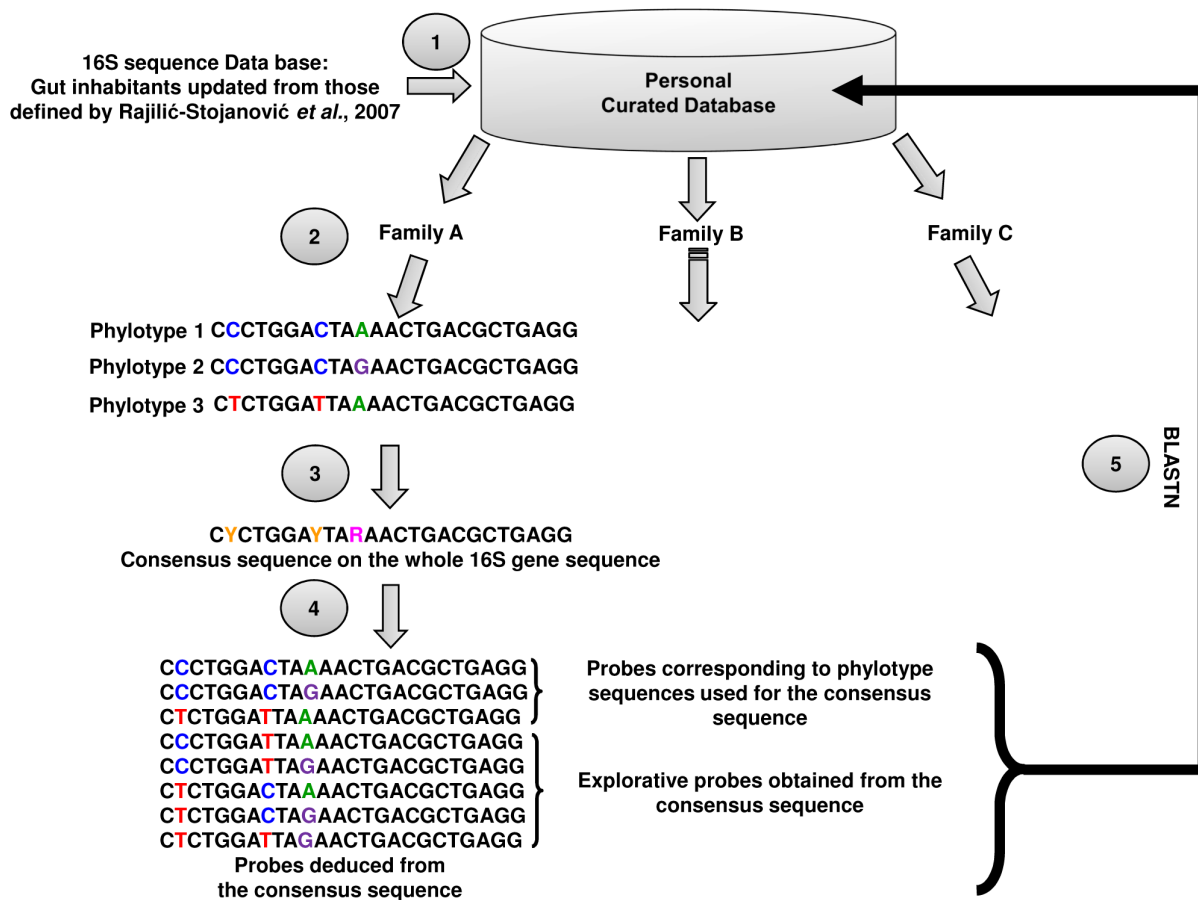 1
16S sequence Data base:
Gut inhabitants updated from those
defined by Rajilić-Stojanović et al., 2007
Personal
Curated Database
2
Family A
Family B
Family C
Phylotype 1 CCCTGGACTAAAACTGACGCTGAGG
Phylotype 2 CCCTGGACTAGAACTGACGCTGAGG
Phylotype 3 CTCTGGATTAAAACTGACGCTGAGG
3
CYCTGGAYTARAACTGACGCTGAGG
Consensus sequence on the whole 16S gene sequence
4
CCCTGGACTAAAACTGACGCTGAGG
CCCTGGACTAGAACTGACGCTGAGG
CTCTGGATTAAAACTGACGCTGAGG
CCCTGGATTAAAACTGACGCTGAGG
CCCTGGATTAGAACTGACGCTGAGG
CTCTGGACTAAAACTGACGCTGAGG
CTCTGGACTAGAACTGACGCTGAGG
CTCTGGATTAGAACTGACGCTGAGG
Probes deduced from
the consensus sequence
Probes corresponding to phylotype
sequences used for the consensus
sequence
Explorative probes obtained from the
consensus sequence
5
BLASTN